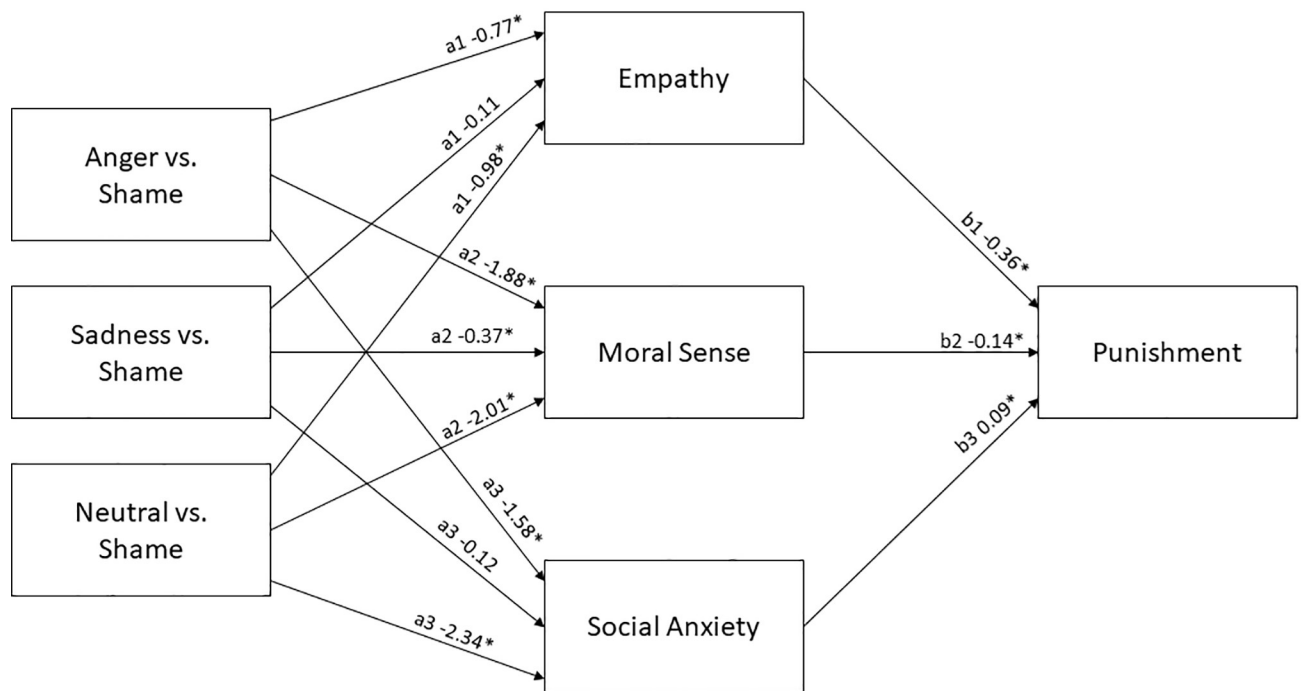 Anger vs.
Shame
Sadness vs.
Shame
Neutral vs.
Shame
a1 -0.77*
a1 -0.11
a1 -0.98*
a2 -1.88*
a2 -0.37*
a2 -2.01*
a3 -1.58*
a3 -0.12
a3 -2.34*
Empathy
Moral Sense
Social Anxiety
b1 -0.36*
b2 -0.14*
b3 0.09*
Punishment